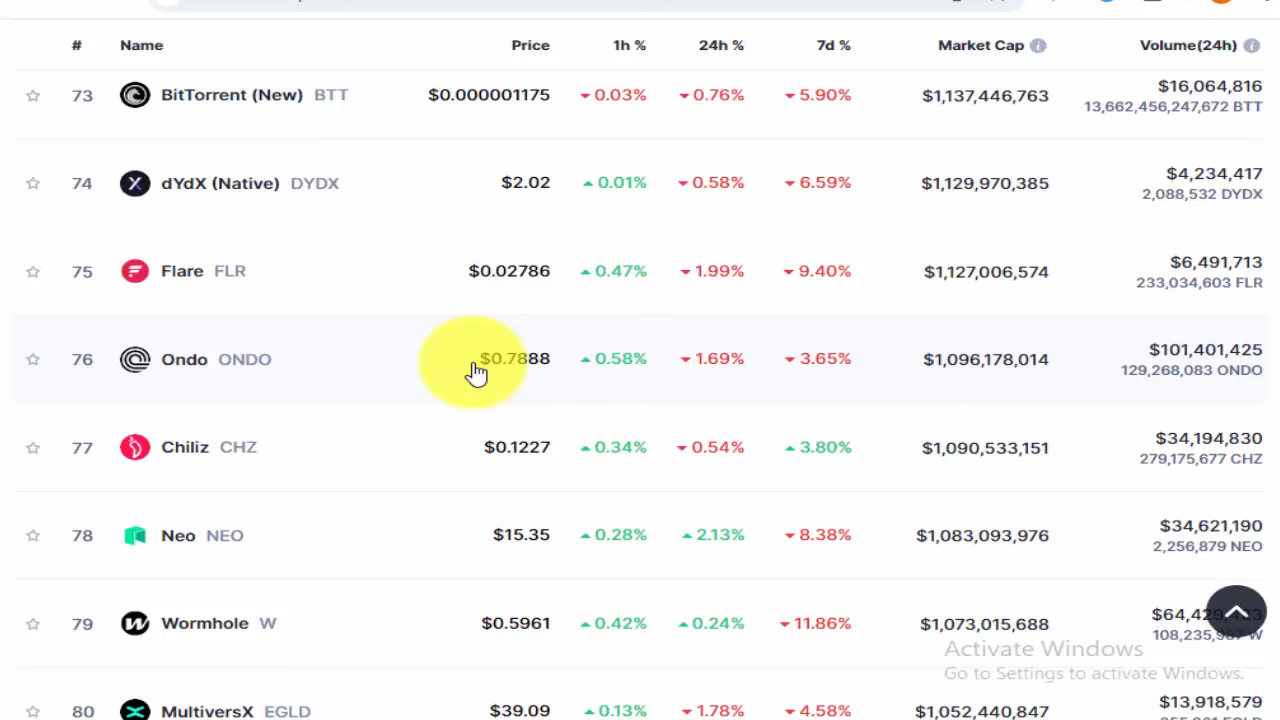 # Name Price 1h % 24h % 7d % Market Cap Volume(24h)
73 BitTorrent (New) BTT $0.000001175 0.03% 0.76% 5.90% $1,137,446,763 $16,064,816
13,662,456,247,672 BTT
74 dYdX (Native) DYDX $2.02 0.01% 0.58% 6.59% $1,129,970,385 $4,234,417
2,088,532 DYDX
75 Flare FLR $0.02786 0.47% 1.99% 9.40% $1,127,006,574 $6,491,713
233,034,603 FLR
76 Ondo ONDO $0.7888 0.58% 1.69% 3.65% $1,096,178,014 $101,401,425
129,268,083 ONDO
77 Chiliz CHZ $0.1227 0.34% 0.54% 3.80% $1,090,533,151 $34,194,830
279,175,677 CHZ
78 Neo NEO $15.35 0.28% 2.13% 8.38% $1,083,093,976 $34,621,190
2,256,879 NEO
79 Wormhole W $0.5961 0.42% 0.24% 11.86% $1,073,015,688
W
Activate Windows
Go to Settings to activate Windows.
80 MultiversX EGLD $39.09 0.13% 1.78% 4.58% $1,052,440,847 $13,918,579